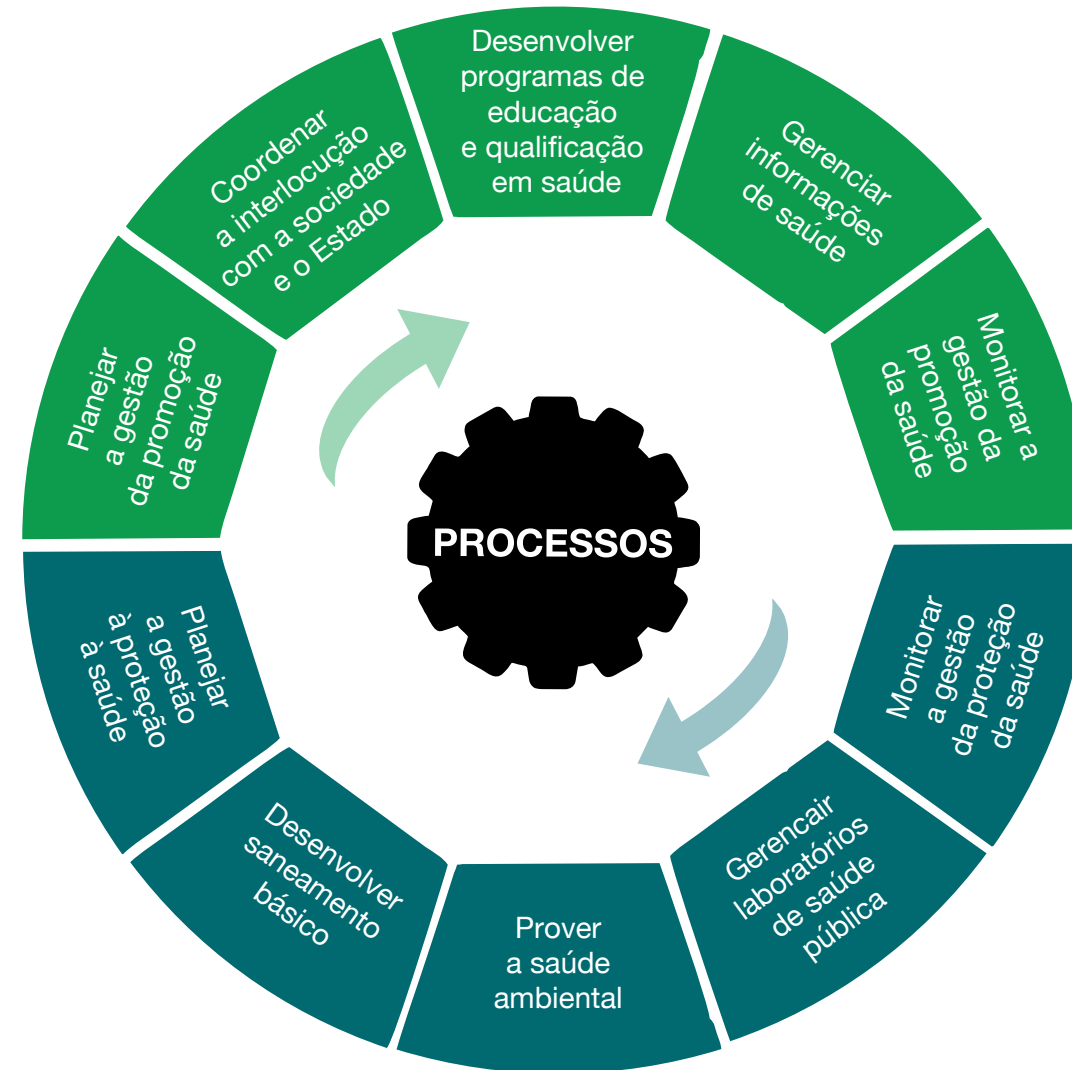 Desenvolver
programas de
educação
e qualificação
em saúde
Gerenciar
informações
de saúde
Monitorar a
gestão da
promoção
da saúde
Monitorar
a gestão
da proteção
da saúde
Gerencair
laboratórios
de saúde
pública
Prover
a saúde
ambiental
Desenvolver
saneamento
básico
Planejar
a gestão
à proteção
à saúde
Planejar
a gestão
da promoção
da saúde
Coordenar
a interlocução
com a sociedade
e o Estado
PROCESSOS